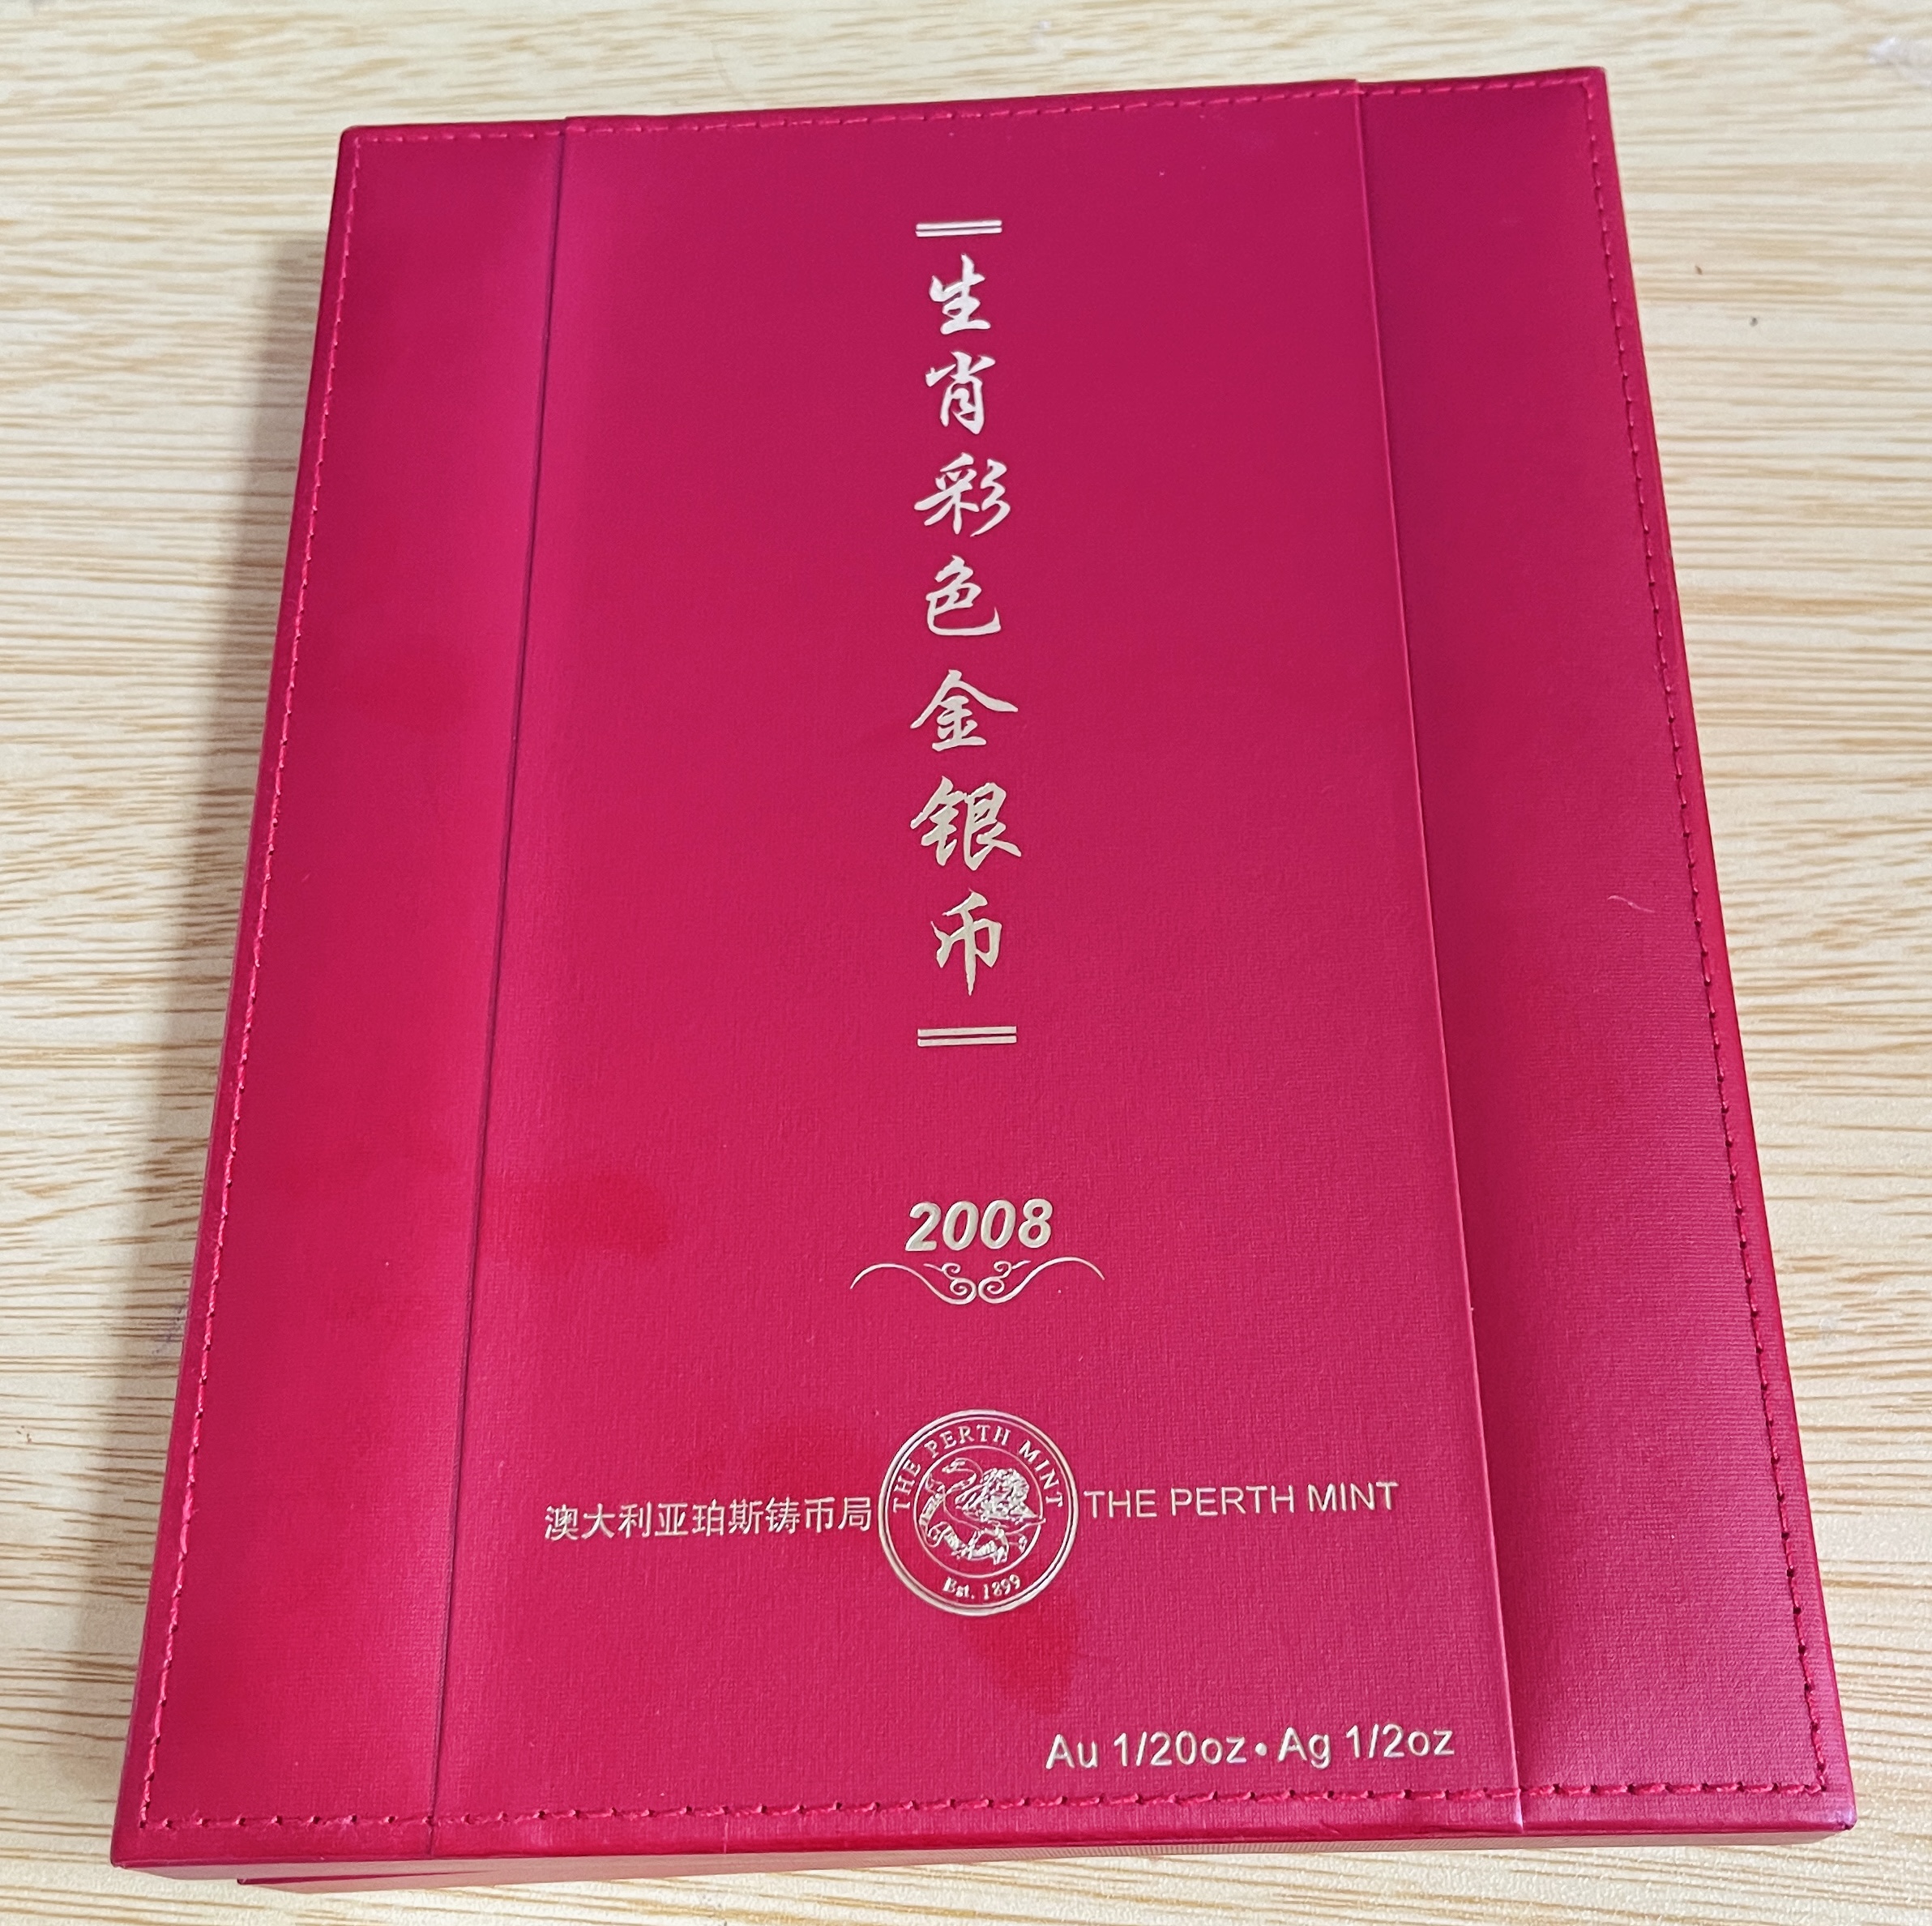 生肖彩色金银币
2008
澳大利亚珀斯铸币局
THE PERTH MINT
Est. 1899
THE PERTH MINT
Au 1/20oz•Ag 1/2oz